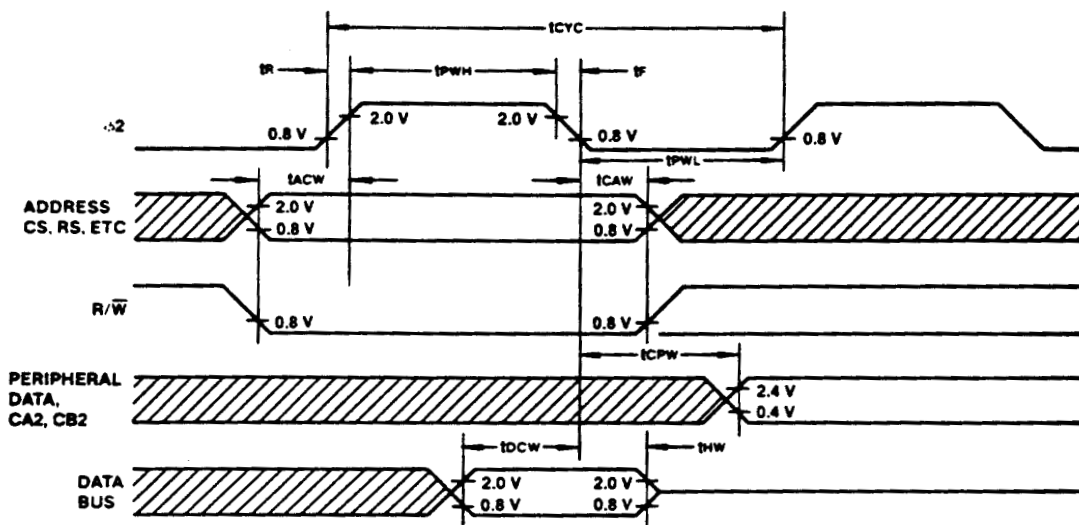 tCYC
tR tPWH tF
ϕ2 0.8 V 2.0 V 2.0 V 0.8 V 0.8 V
tPWL
tACW tCAW
ADDRESS
CS, RS, ETC
2.0 V 2.0 V
0.8 V 0.8 V
R/W̅
0.8 V 0.8 V
tCPW
PERIPHERAL
DATA,
CA2, CB2
2.4 V
0.4 V
tDCW tHW
DATA
BUS
2.0 V 2.0 V
0.8 V 0.8 V